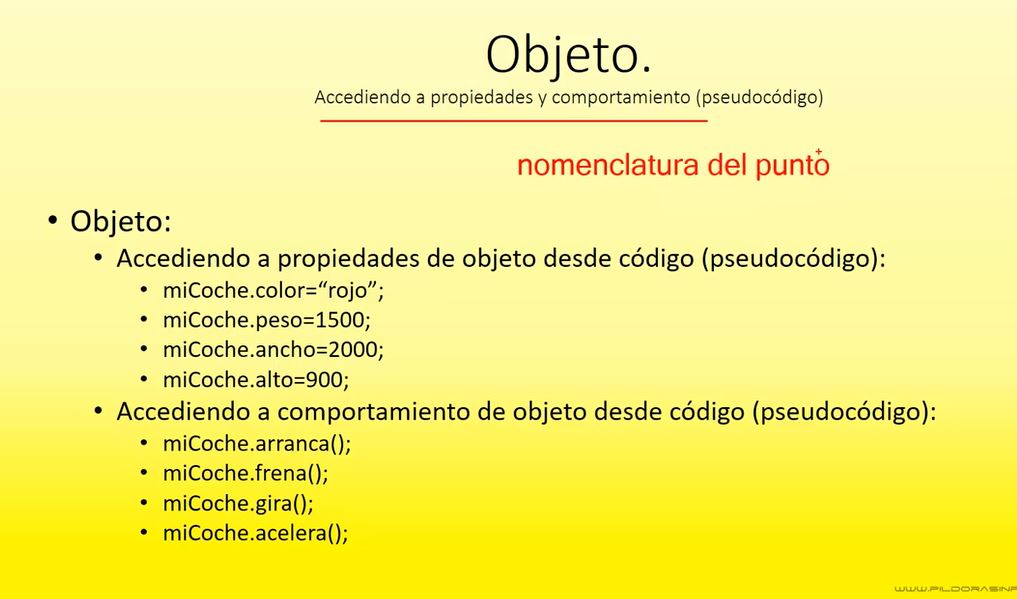 Objeto.
Accediendo a propiedades y comportamiento (pseudocódigo)
nomenclatura del punto
• Objeto:
• Accediendo a propiedades de objeto desde código (pseudocódigo):
• miCoche.color=“rojo”;
• miCoche.peso=1500;
• miCoche.ancho=2000;
• miCoche.alto=900;
• Accediendo a comportamiento de objeto desde código (pseudocódigo):
• miCoche.arranca();
• miCoche.frena();
• miCoche.gira();
• miCoche.acelera();
WWW.PILDORASINF